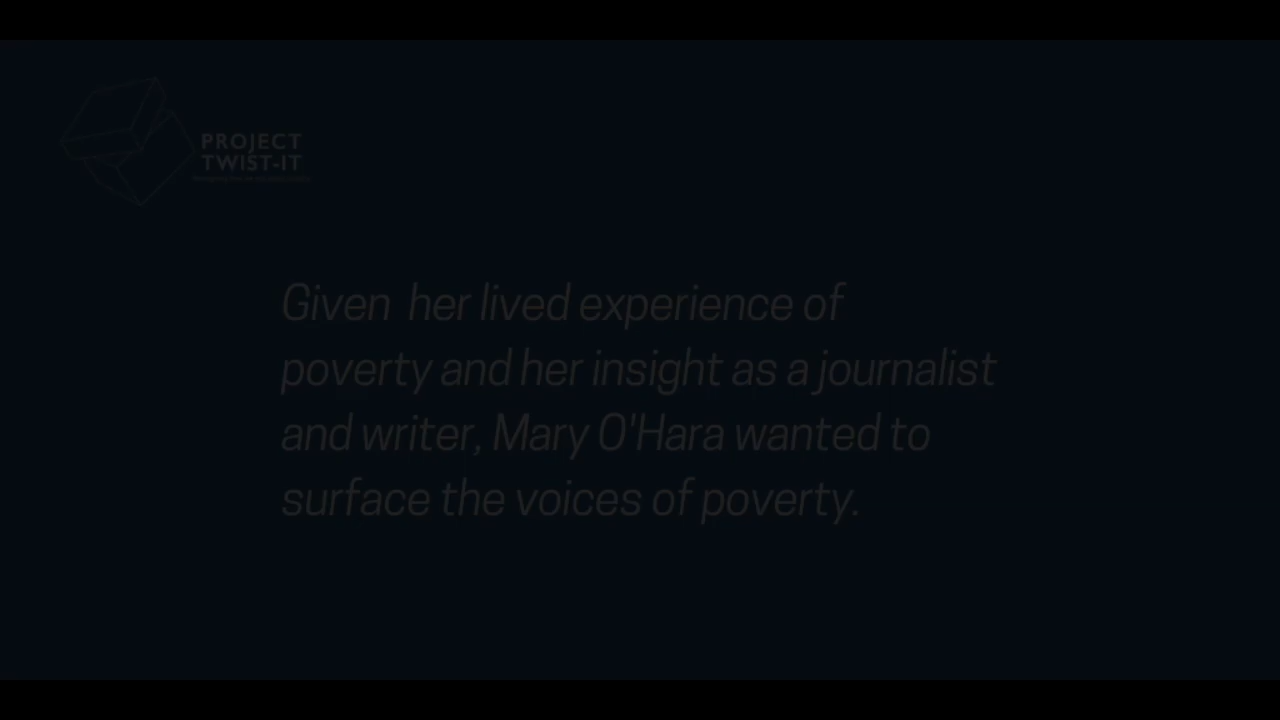 PROJECT
TWIST-IT
Given her lived experience of
poverty and her insight as a journalist
and writer, Mary O'Hara wanted to
surface the voices of poverty.